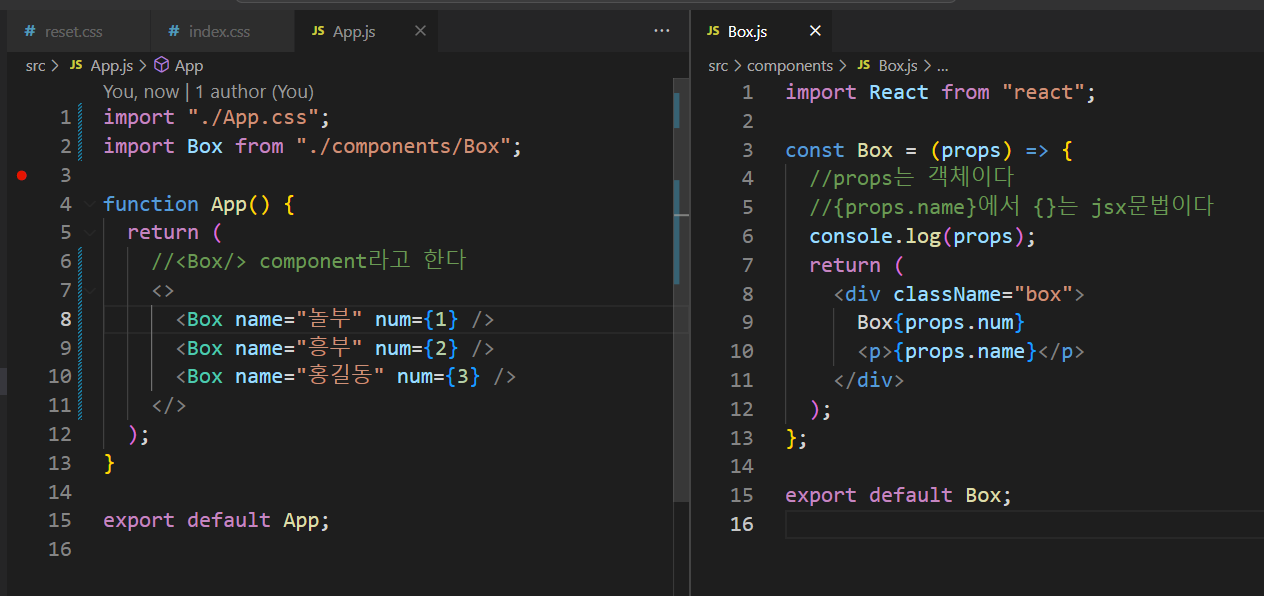 # reset.css
# index.css
JS App.js ×
...
src > JS App.js > App
You, now | 1 author (You)
1 import "./App.css";
2 import Box from "./components/Box";
3
4 function App() {
5 return (
6 //<Box/> component라고 한다
7 <>
8 <Box name="놀부" num={1} />
9 <Box name="흥부" num={2} />
10 <Box name="홍길동" num={3} />
11 </>
12 );
13 }
14
15 export default App;
16
JS Box.js ×
src > components > JS Box.js > ...
1 import React from "react";
2
3 const Box = (props) => {
4 //props는 객체이다
5 //{props.name}에서 {}는 jsx문법이다
6 console.log(props);
7 return (
8 <div className="box">
9 Box{props.num}
10 <p>{props.name}</p>
11 </div>
12 );
13 };
14
15 export default Box;
16